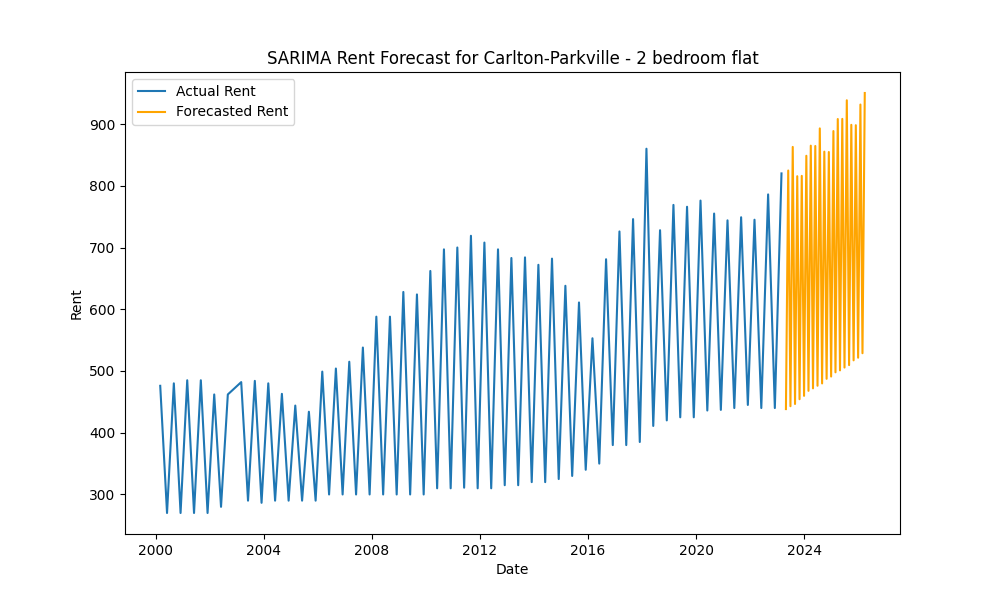 SARIMA Rent Forecast for Carlton-Parkville - 2 bedroom flat
Actual Rent
Forecasted Rent
900
800
700
600
500
400
300
Rent
2000 2004 2008 2012 2016 2020 2024
Date